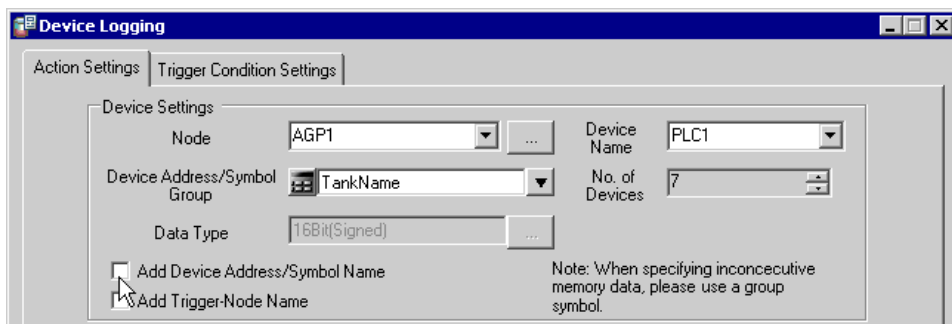 Device Logging
Action Settings
Trigger Condition Settings
Device Settings
Node
AGP1
...
Device
Name
PLC1
Device Address/Symbol
Group
TankName
No. of
Devices
7
Data Type
16Bit(Signed)
...
Add Device Address/Symbol Name
Add Trigger-Node Name
Note: When specifying inconcecutive
memory data, please use a group
symbol.